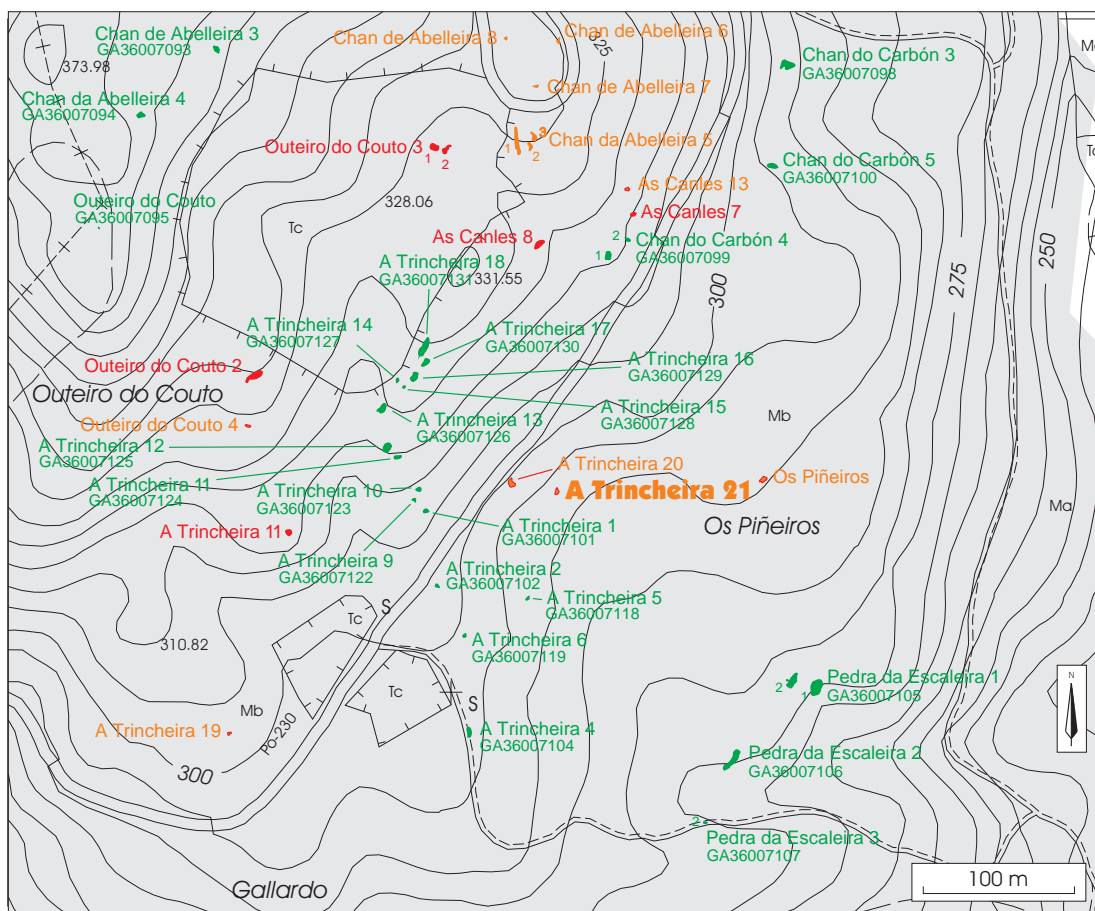 Chan de Abelleira 3
GA36007093
373.98
Chan da Abelleira 4
GA36007094
Outeiro do Couto
GA36007095
Chan de Abelleira 8
Chan de Abelleira 6
325
Chan de Abelleira 7
Chan do Carbón 3
GA36007098
Outeiro do Couto 3
1
2
1
2
3
Chan da Abelleira 5
Chan do Carbón 5
GA36007100
As Canles 13
As Canles 7
328.06
Tc
As Canles 8
2
1
Chan do Carbón 4
GA36007099
A Trincheira 18
GA36007131
331.55
300
275
250
A Trincheira 14
GA36007127
A Trincheira 17
GA36007130
A Trincheira 16
GA36007129
Outeiro do Couto 2
Outeiro do Couto
A Trincheira 15
GA36007128
Mb
Outeiro do Couto 4
A Trincheira 13
GA36007126
A Trincheira 12
GA36007125
A Trincheira 11
GA36007124
A Trincheira 20
A Trincheira 21
Os Piñeiros
Os Piñeiros
Ma
A Trincheira 10
GA36007123
A Trincheira 11
A Trincheira 1
GA36007101
A Trincheira 9
GA36007122
A Trincheira 2
GA36007102
A Trincheira 5
GA36007118
Tc
S
310.82
A Trincheira 6
GA36007119
Tc
S
2
1
Pedra da Escaleira 1
GA36007105
N
Mb
A Trincheira 19
Po-230
300
A Trincheira 4
GA36007104
Pedra da Escaleira 2
GA36007106
2
Pedra da Escaleira 3
GA36007107
Gallardo
100 m